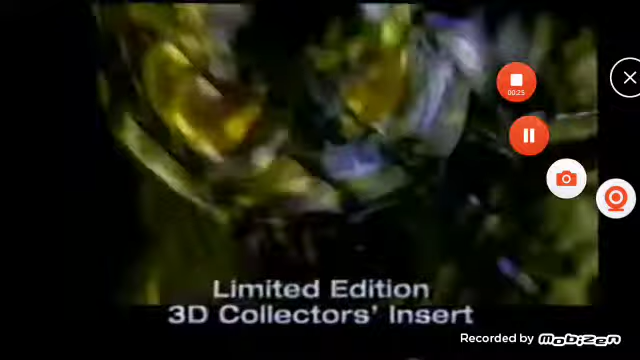 00:25
Limited Edition
3D Collectors' Insert
Recorded by Mobizen